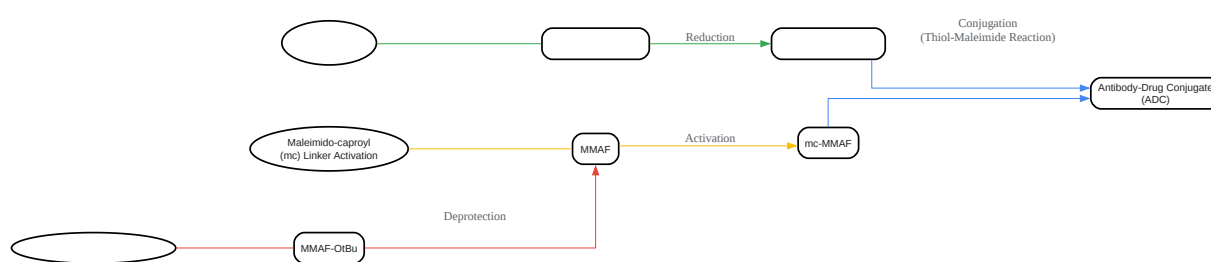 Conjugation
(Thiol-Maleimide Reaction)
Reduction
Antibody-Drug Conjugate
(ADC)
Maleimido-caproyl
(mc) Linker Activation
MMAF
Activation
mc-MMAF
Deprotection
MMAF-OtBu